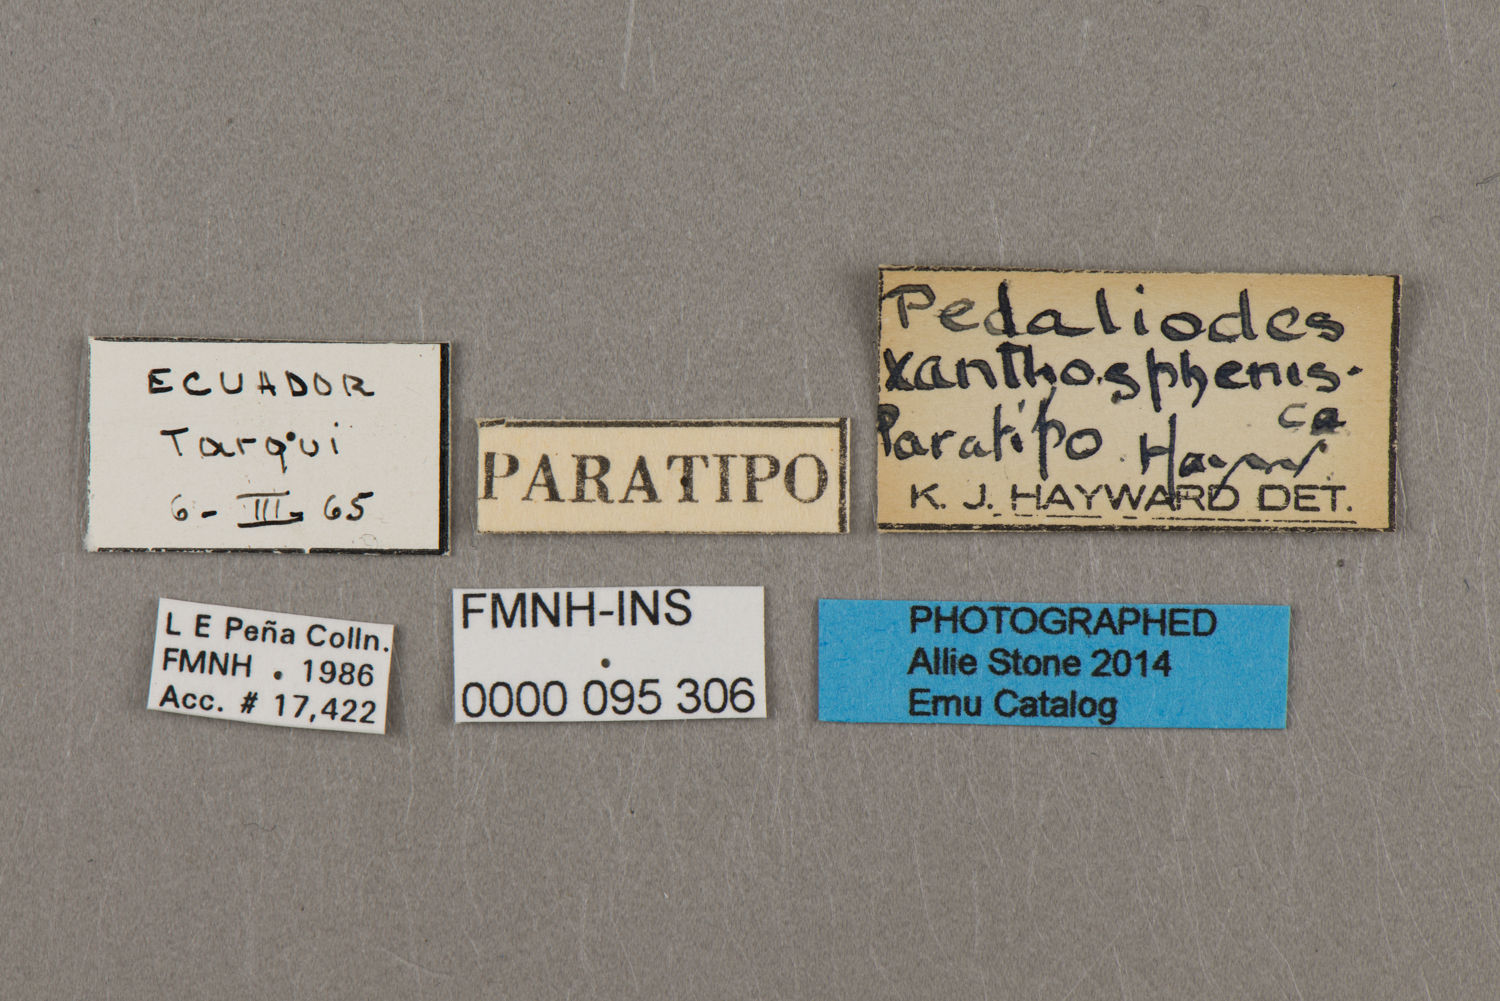 ECUADOR
Tarqui
6-III-65
PARATIPO
Pedaliodes
xanthosphenis-
ca
Paratipo Hayw
K. J. HAYWARD DET.
L E Peña Colln.
FMNH . 1986
Acc. # 17,422
FMNH-INS
0000 095 306
PHOTOGRAPHED
Allie Stone 2014
Emu Catalog